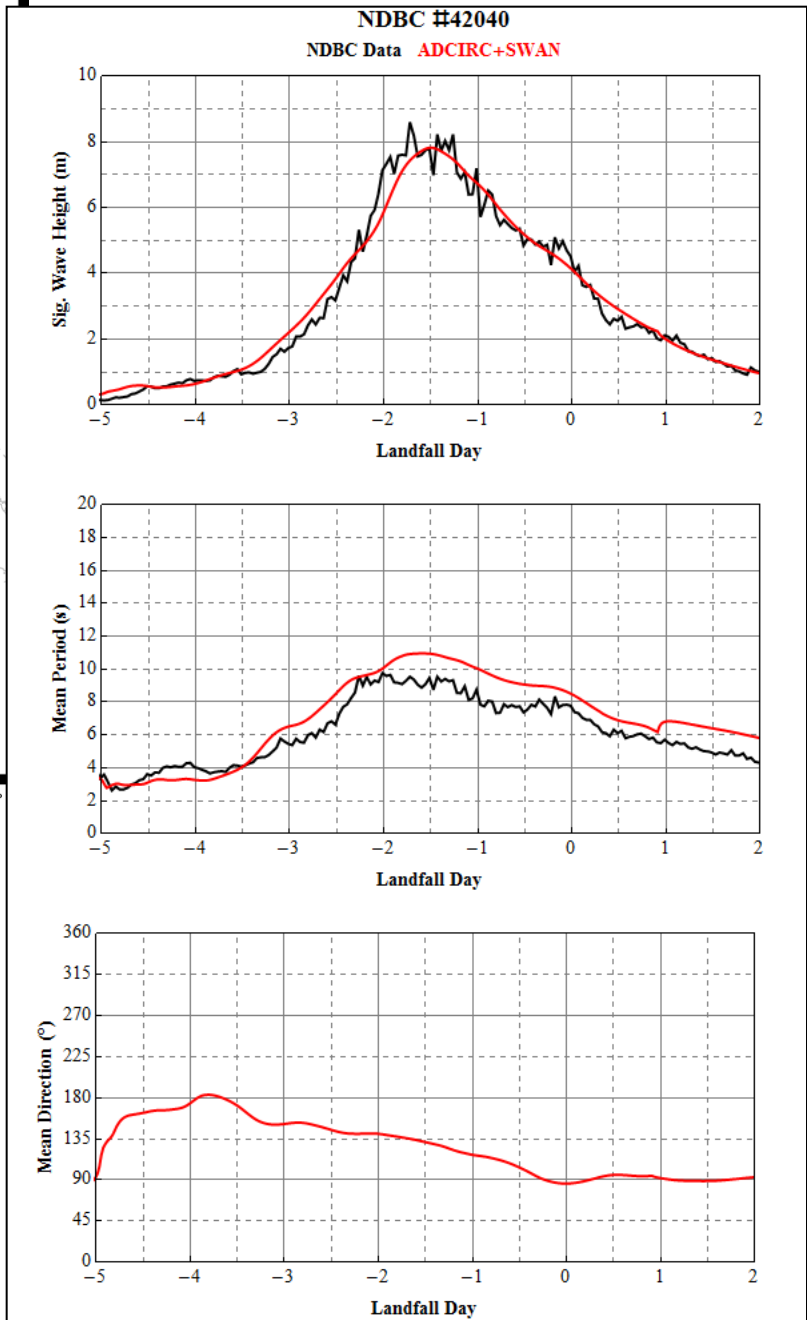 NDBC #42040
NDBC Data ADCIRC+SWAN
10
8
6
4
2
0
Sig. Wave Height (m)
−5 −4 −3 −2 −1 0 1 2
Landfall Day
20
18
16
14
12
10
8
6
4
2
0
Mean Period (s)
−5 −4 −3 −2 −1 0 1 2
Landfall Day
360
315
270
225
180
135
90
45
0
Mean Direction (°)
−5 −4 −3 −2 −1 0 1 2
Landfall Day